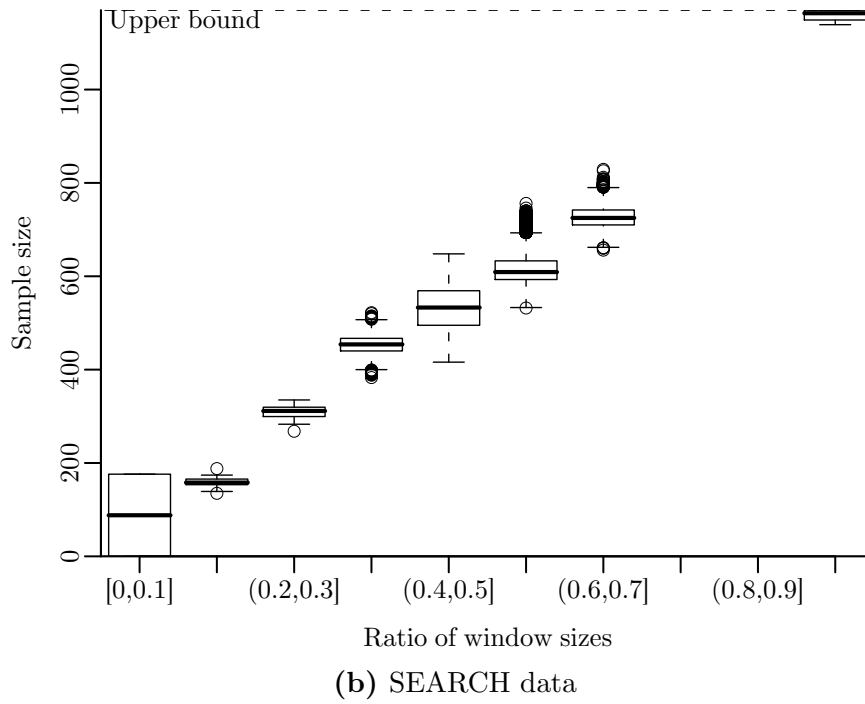 Upper bound
1000
800
600
400
200
0
Sample size
[0,0.1] (0.2,0.3] (0.4,0.5] (0.6,0.7] (0.8,0.9]
Ratio of window sizes
(b) SEARCH data